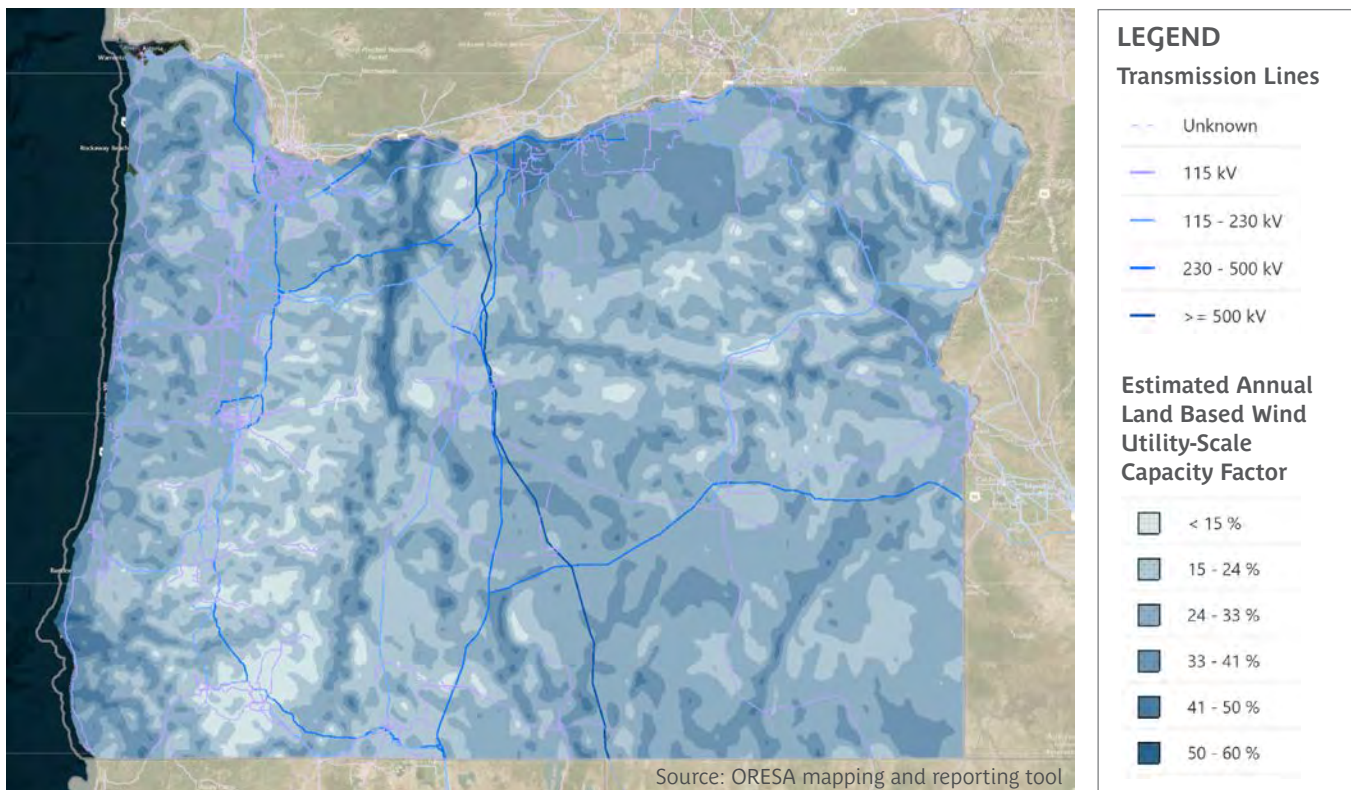 Warrenton
Rockaway Beach
Bandon
Source: ORESA mapping and reporting tool
LEGEND
Transmission Lines
Unknown
115 kV
115 - 230 kV
230 - 500 kV
>= 500 kV
Estimated Annual
Land Based Wind
Utility-Scale
Capacity Factor
< 15 %
15 - 24 %
24 - 33 %
33 - 41 %
41 - 50 %
50 - 60 %